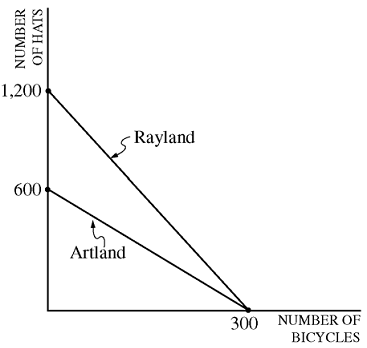 NUMBER
OF HATS
1,200
Rayland
600
Artland
300
NUMBER OF
BICYCLES